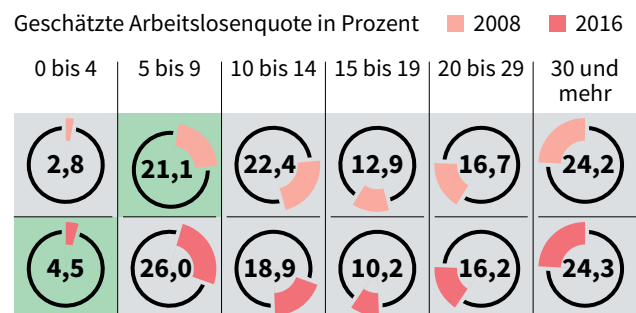 Geschätzte Arbeitslosenquote in Prozent 2008 2016
0 bis 4 5 bis 9 10 bis 14 15 bis 19 20 bis 29 30 und
mehr
2,8 21,1 22,4 12,9 16,7 24,2
4,5 26,0 18,9 10,2 16,2 24,3